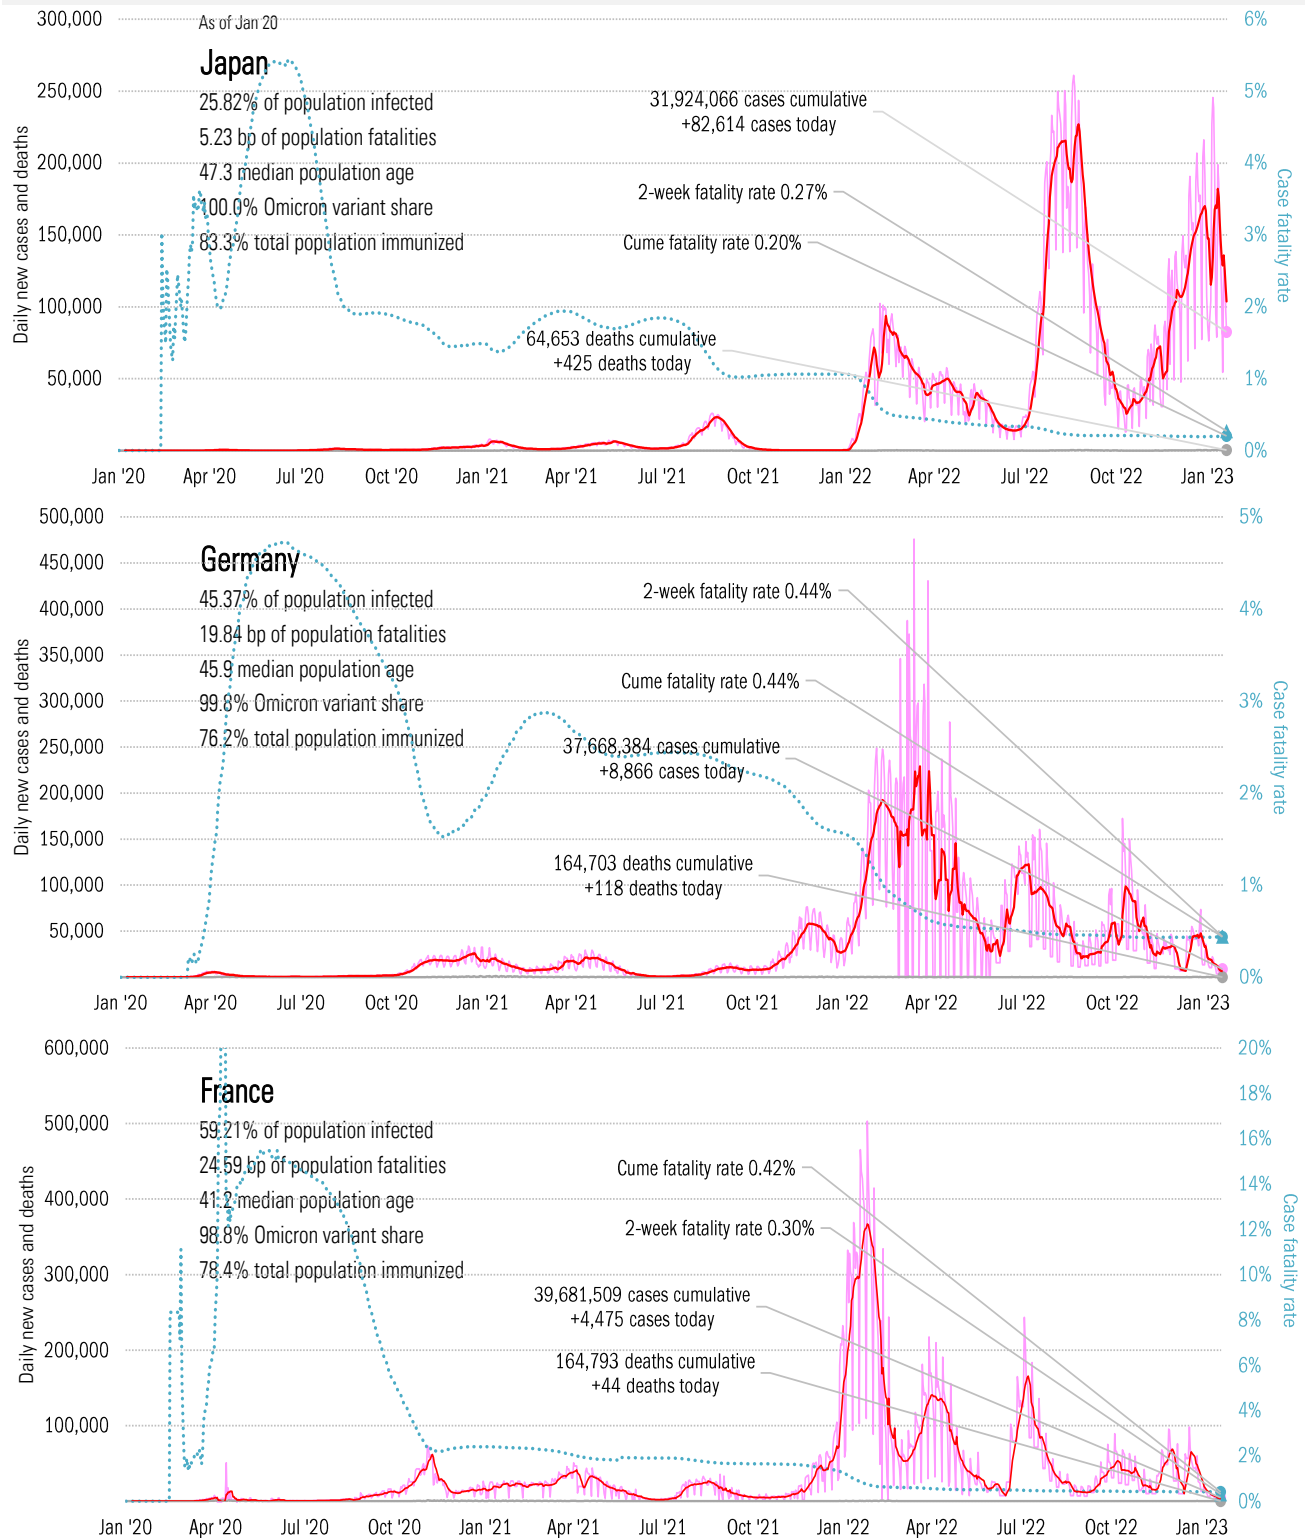 300,000
As of Jan 20
6%
Japan
250,000
25.82% of population infected
31,924,066 cases cumulative
5%
+82,614 cases today
5.23 bp of population fatalities
200,000
4%
47.3 median population age
2-week fatality rate 0.27%
100.0% Omicron variant share
150,000
83.3% total population immunized
Cume fatality rate 0.20%
3%
Daily new cases and deaths
Case fatality rate
100,000
2%
64,653 deaths cumulative
+425 deaths today
50,000
1%
0%
Jan '20 Apr '20 Jul '20 Oct '20 Jan '21 Apr '21 Jul '21 Oct '21 Jan '22 Apr '22 Jul '22 Oct '22 Jan '23
500,000
5%
Germany
450,000
2-week fatality rate 0.44%
45.37% of population infected
400,000
4%
19.84 bp of population fatalities
350,000
45.9 median population age
Cume fatality rate 0.44%
300,000
99.8% Omicron variant share
3%
76.2% total population immunized
250,000
37,668,384 cases cumulative
+8,866 cases today
Daily new cases and deaths
Case fatality rate
200,000
2%
150,000
164,703 deaths cumulative
+118 deaths today
100,000
1%
50,000
0%
Jan '20 Apr '20 Jul '20 Oct '20 Jan '21 Apr '21 Jul '21 Oct '21 Jan '22 Apr '22 Jul '22 Oct '22 Jan '23
600,000
20%
France
18%
500,000
59.21% of population infected
16%
24.59 bp of population fatalities
Cume fatality rate 0.42%
400,000
41.2 median population age
14%
2-week fatality rate 0.30%
12%
98.8% Omicron variant share
300,000
78.4% total population immunized
10%
Daily new cases and deaths
Case fatality rate
39,681,509 cases cumulative
+4,475 cases today
8%
200,000
164,793 deaths cumulative
+44 deaths today
6%
4%
100,000
2%
0%
Jan '20 Apr '20 Jul '20 Oct '20 Jan '21 Apr '21 Jul '21 Oct '21 Jan '22 Apr '22 Jul '22 Oct '22 Jan '23